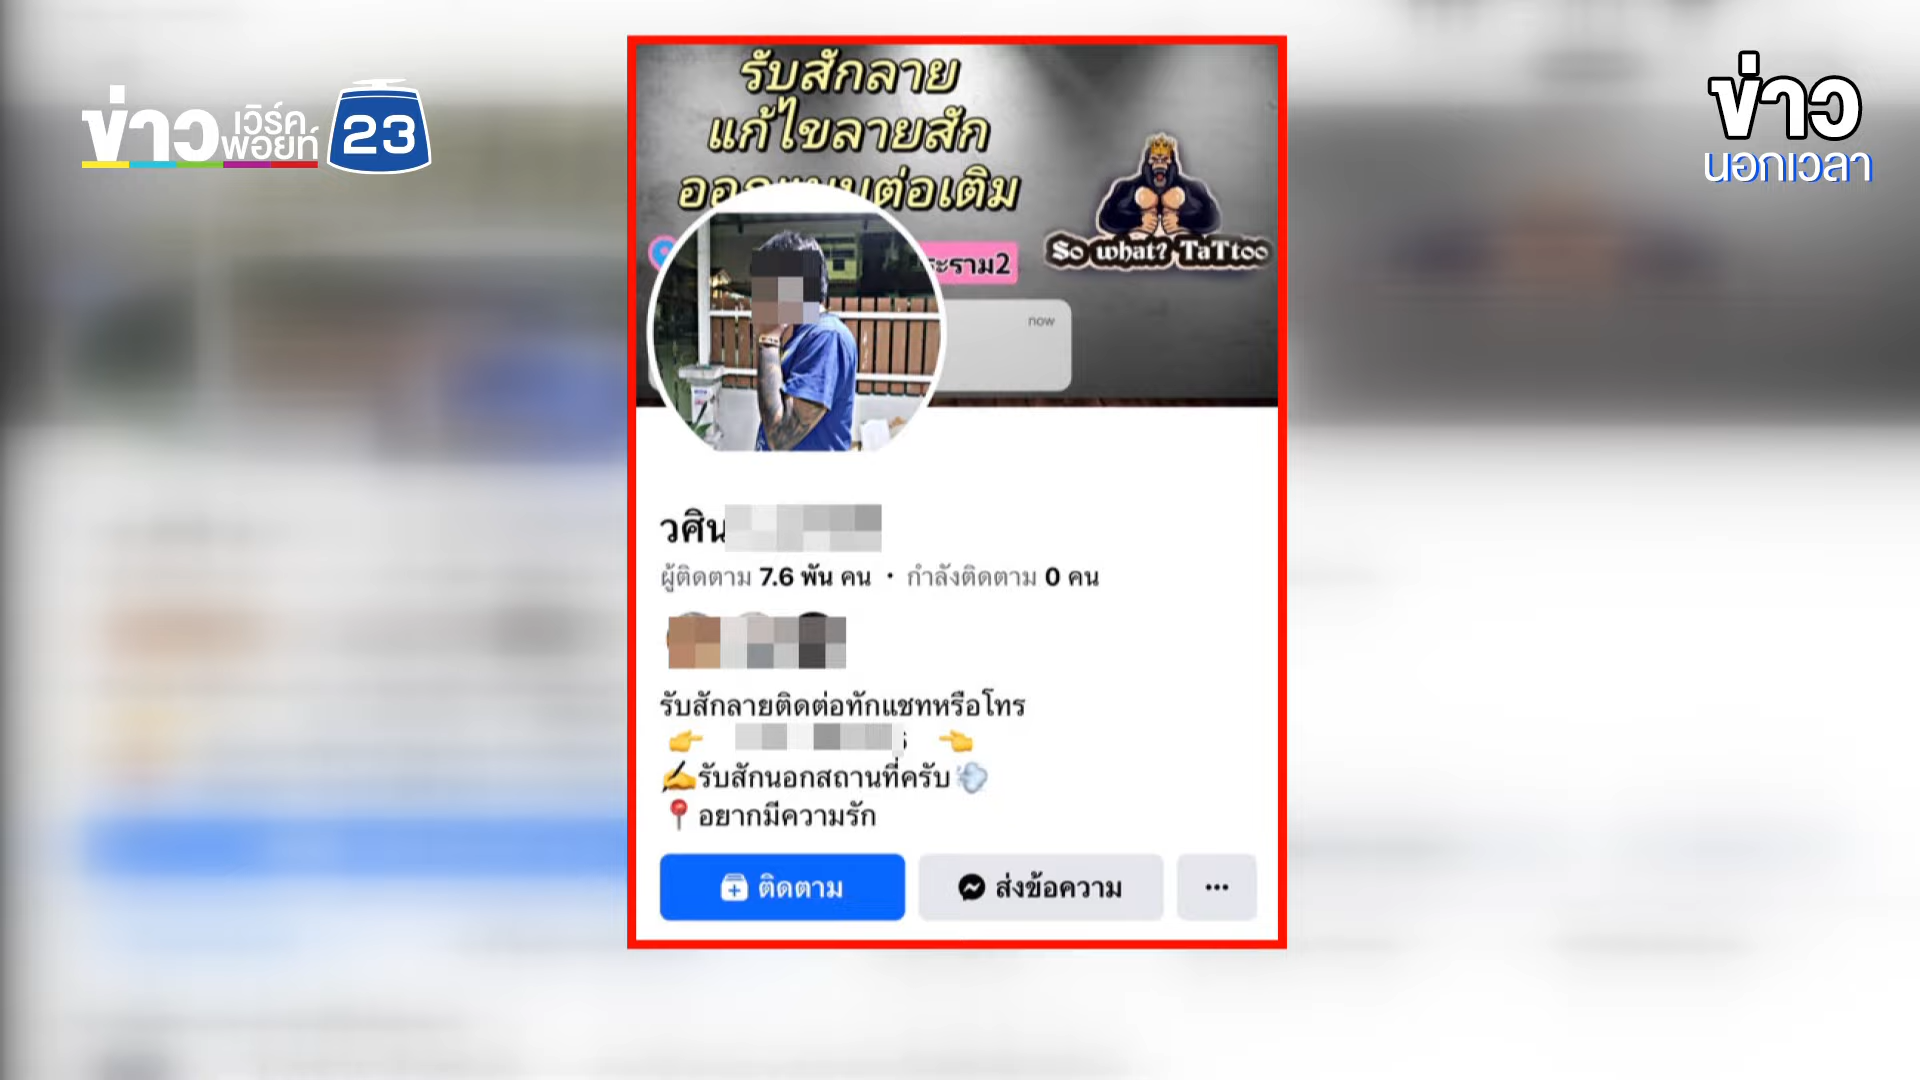 ข่าว
เวิร์ค
พอยท์
23
ข่าว
นอกเวลา
รับสักลาย
แก้ไขลายสัก
ต่อเติม
So what? TaTtoo
now
วศิน
ผู้ติดตาม 7.6 พัน คน · กำลังติดตาม 0 คน
รับสักลายติดต่อทักแชทหรือโทร
👉 👈
✍️รับสักนอกสถานที่ครับ💨
📍อยากมีความรัก
ติดตาม
ส่งข้อความ
...